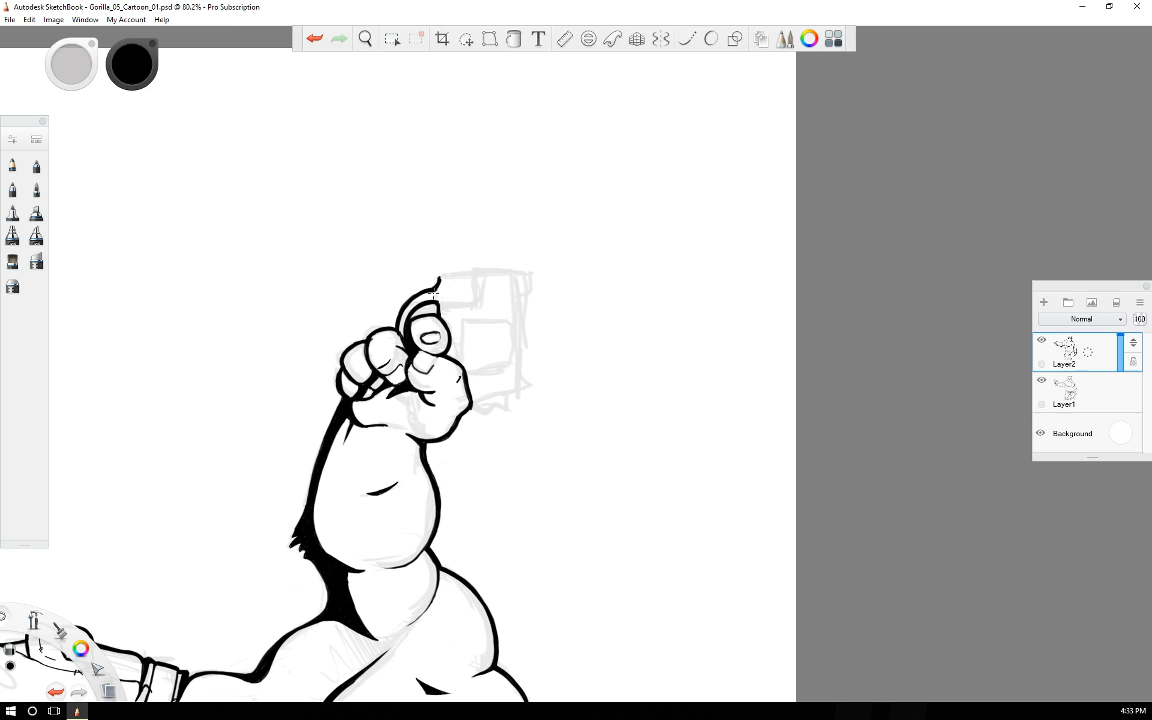 Autodesk SketchBook - Gorilla_05_Cartoon_01.psd @ 80.2% - Pro Subscription
File Edit Image Window My Account Help
T
Normal 100
Layer2
Layer1
Background
4:33 PM